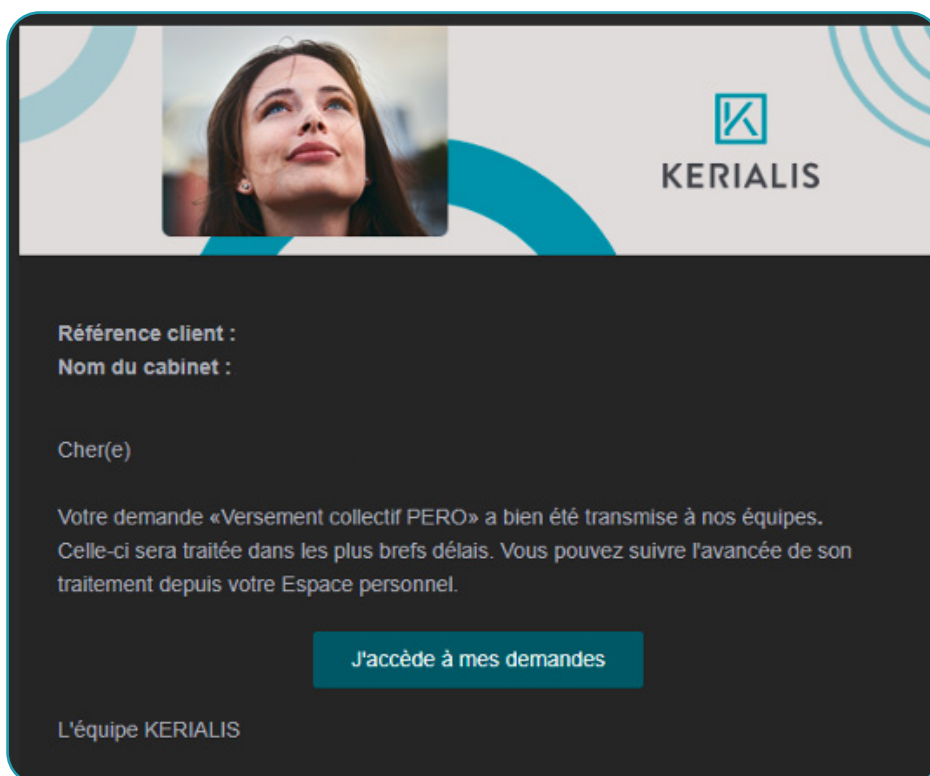 KERIALIS
Référence client :
Nom du cabinet :
Cher(e)
Votre demande «Versement collectif PERO» a bien été transmise à nos équipes.
Celle-ci sera traitée dans les plus brefs délais. Vous pouvez suivre l'avancée de son
traitement depuis votre Espace personnel.
J'accède à mes demandes
L'équipe KERIALIS